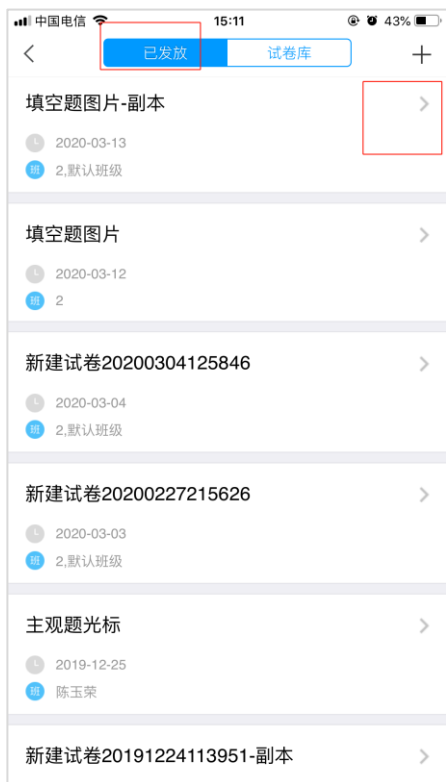 中国电信 15:11 43%
已发放 试卷库
填空题图片-副本
2020-03-13
班 2,默认班级
填空题图片
2020-03-12
班 2
新建试卷20200304125846
2020-03-04
班 2,默认班级
新建试卷20200227215626
2020-03-03
班 2,默认班级
主观题光标
2019-12-25
班 陈玉荣
新建试卷20191224113951-副本